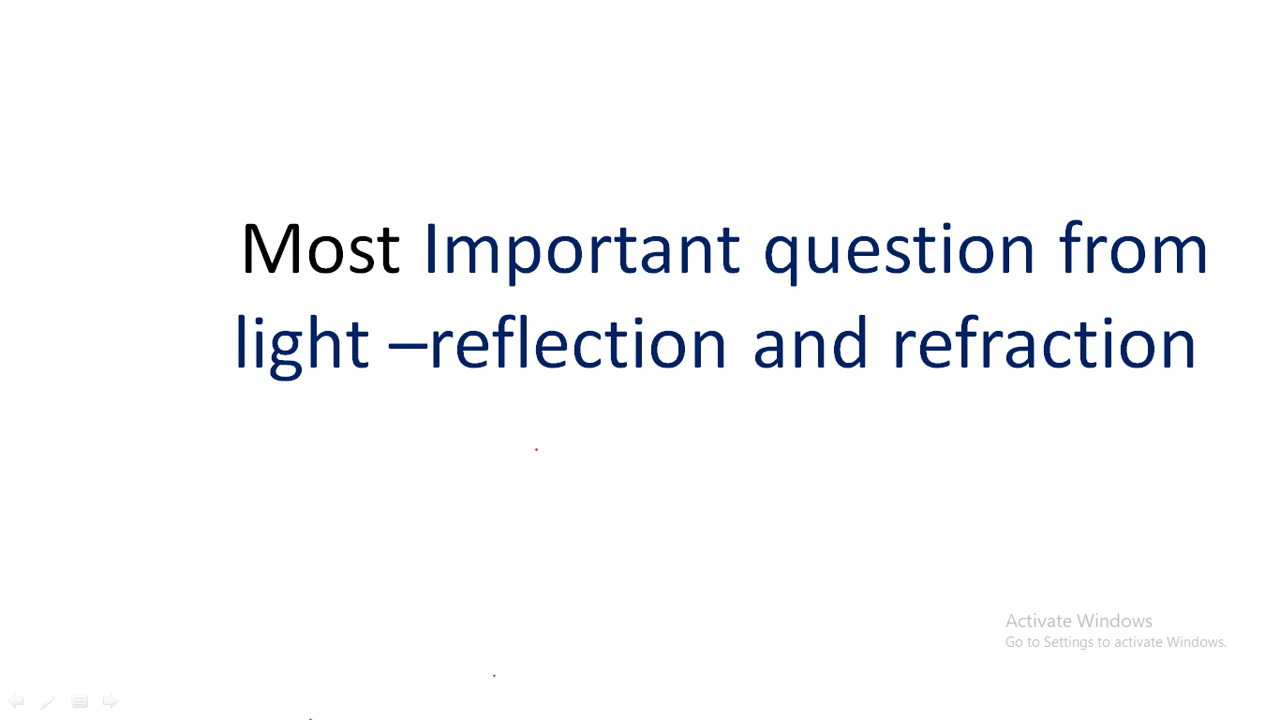 Most Important question from
light –reflection and refraction
Activate Windows
Go to Settings to activate Windows.